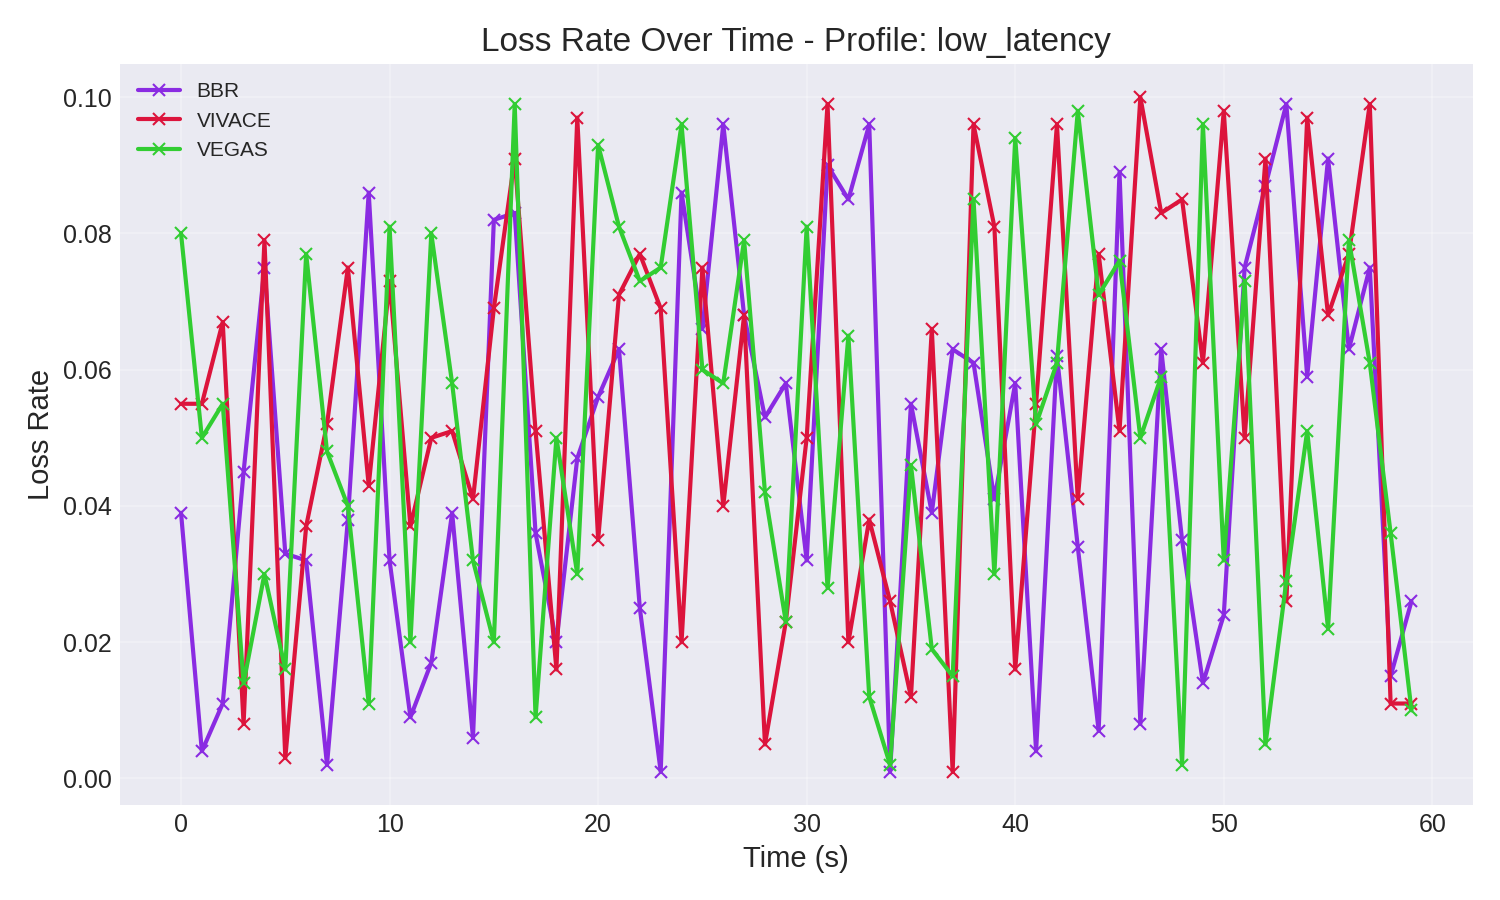 Loss Rate Over Time - Profile: low_latency
BBR
VIVACE
VEGAS
Loss Rate
0.10
0.08
0.06
0.04
0.02
0.00
0 10 20 30 40 50 60
Time (s)